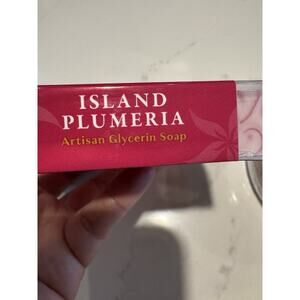 ISLAND
PLUMERIA
Artisan Glycerin Soap